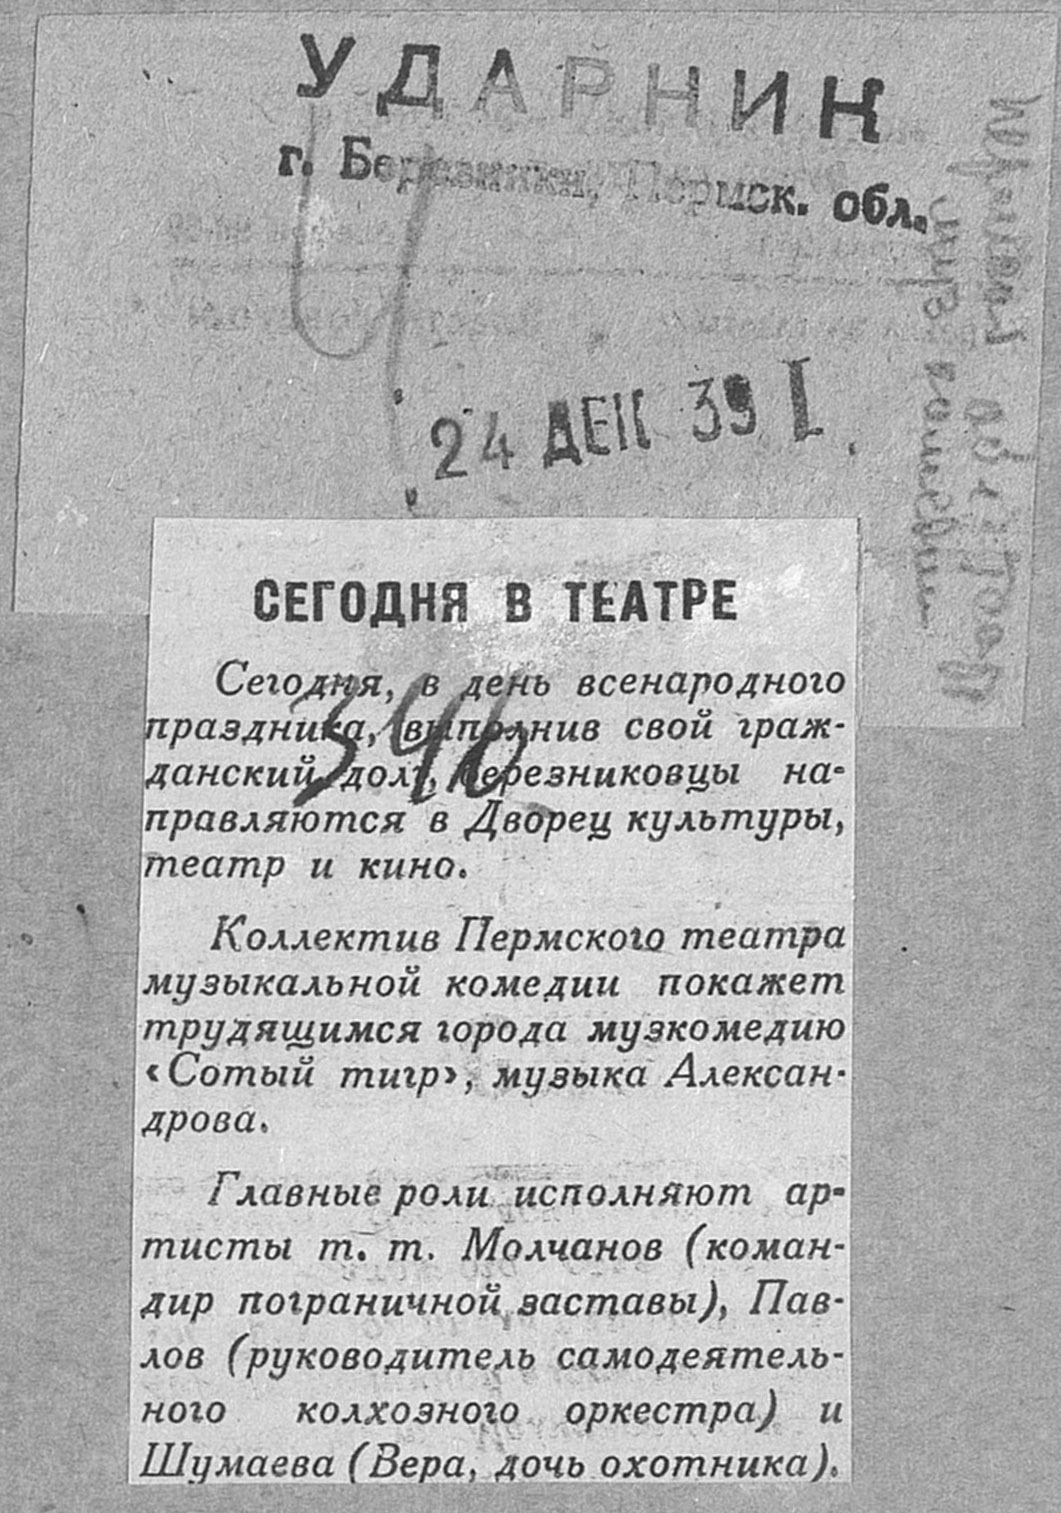 УДАРНИК
г. Березники, Пермск. обл.
24 ДЕК 39
СЕГОДНЯ В ТЕАТРЕ
Сегодня, в день всенародного
праздника, выполнив свой граж-
данский долг, березниковцы на-
правляются в Дворец культуры,
театр и кино.
Коллектив Пермского театра
музыкальной комедии покажет
трудящимся города музкомедию
«Сотый тигр», музыка Алексан-
дрова.
Главные роли исполняют ар-
тисты т. т. Молчанов (коман-
дир пограничной заставы), Пав-
лов (руководитель самодеятель-
ного колхозного оркестра) и
Шумаева (Вера, дочь охотника).